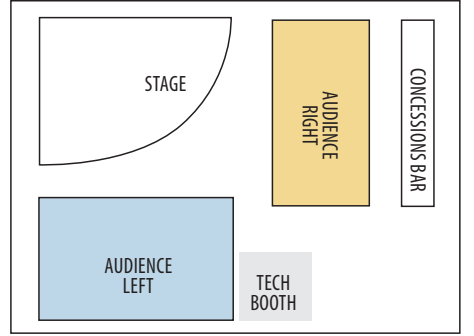 STAGE
AUDIENCE
RIGHT
CONCESSIONS BAR
AUDIENCE
LEFT
TECH
BOOTH